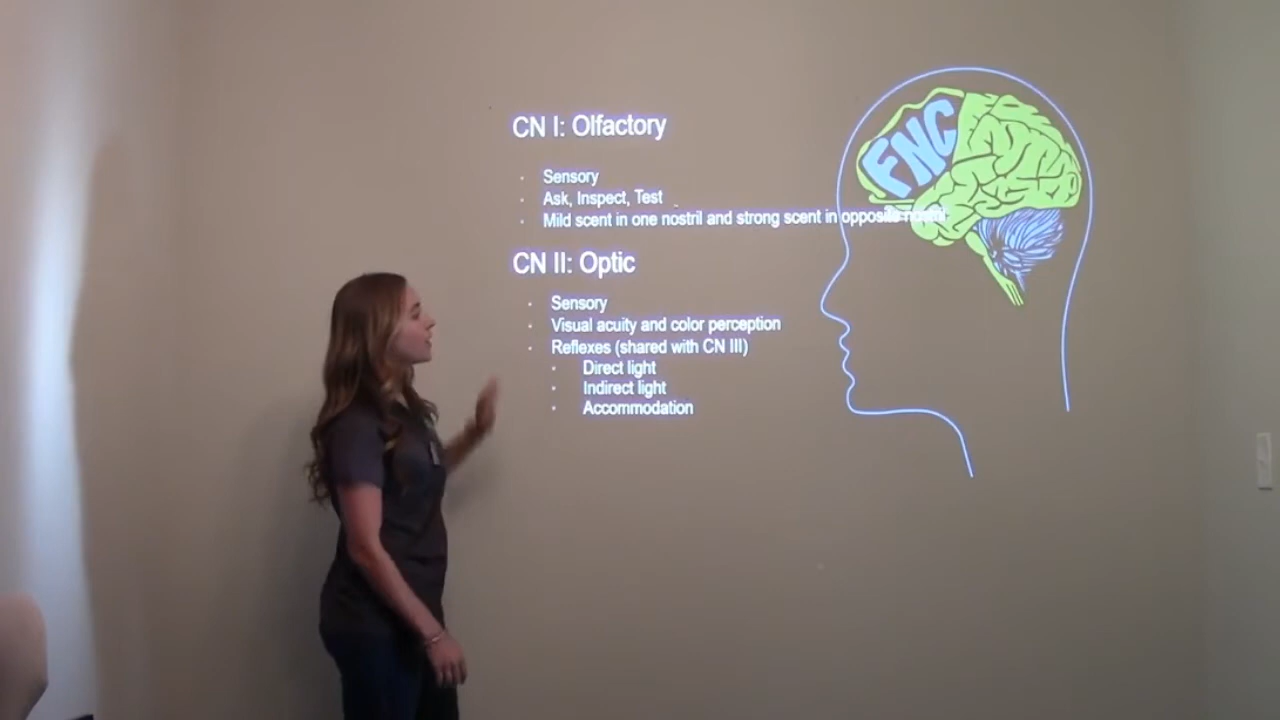 CN I: Olfactory
Sensory
Ask, Inspect, Test
Mild scent in one nostril and strong scent in opposite nostril
CN II: Optic
Sensory
Visual acuity and color perception
Reflexes (shared with CN III)
Direct light
Indirect light
Accommodation
FNC